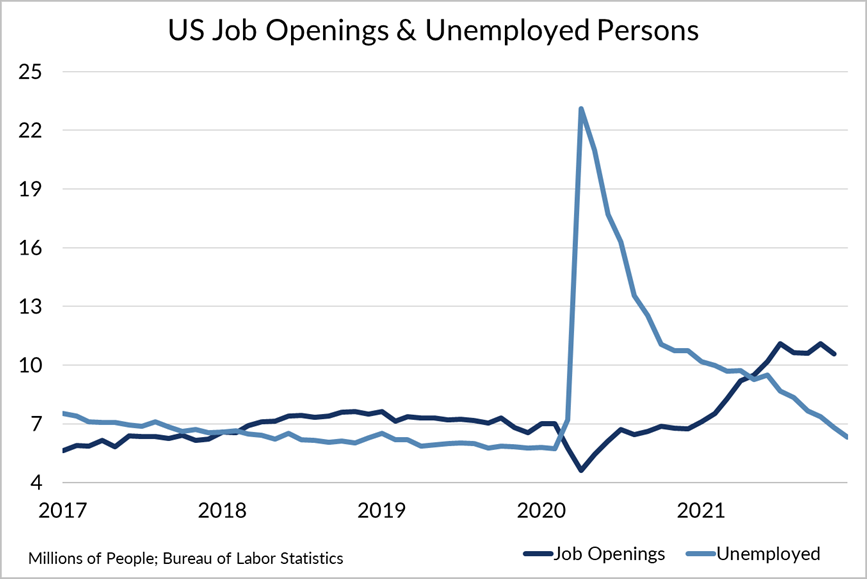 US Job Openings & Unemployed Persons
25
22
19
16
13
10
7
4
2017 2018 2019 2020 2021
Millions of People; Bureau of Labor Statistics
Job Openings Unemployed